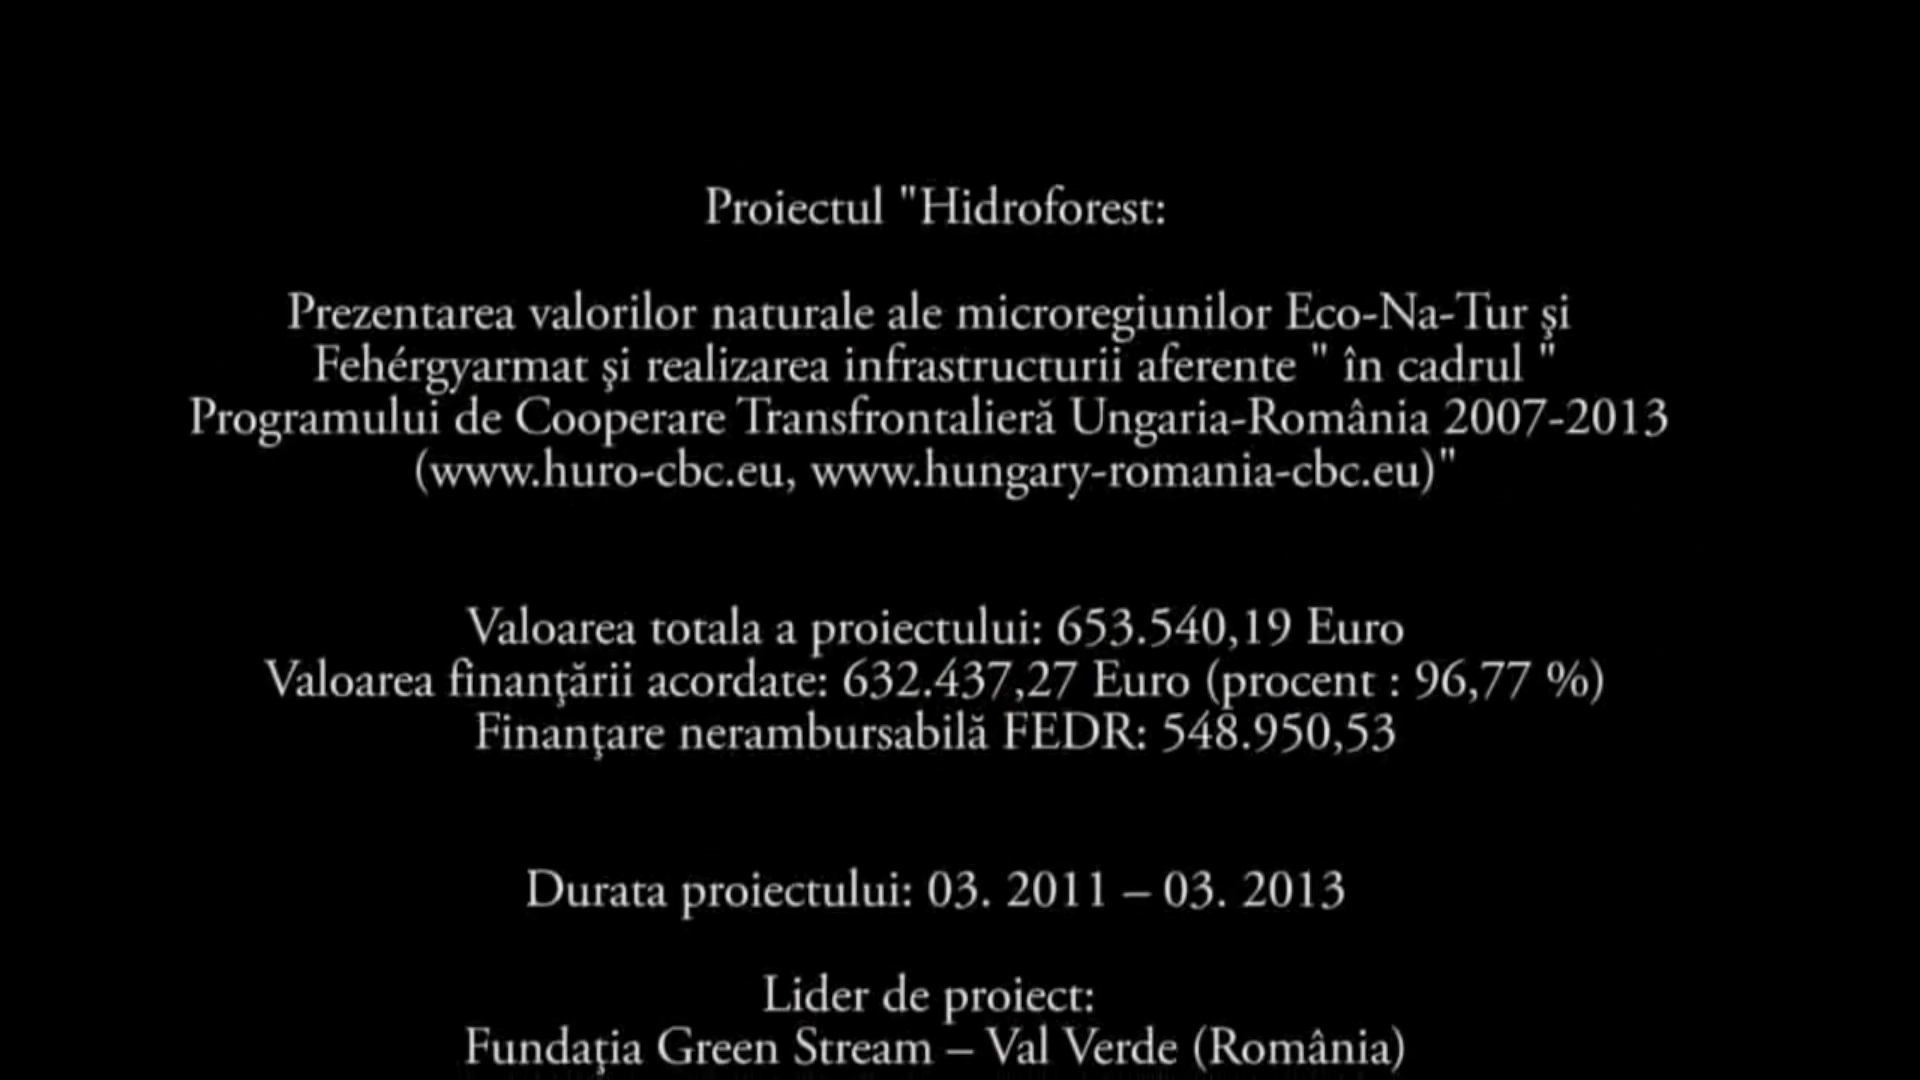 Proiectul "Hidroforest:
Prezentarea valorilor naturale ale microregiunilor Eco-Na-Tur şi
Fehérgyarmat şi realizarea infrastructurii aferente " în cadrul "
Programului de Cooperare Transfrontalieră Ungaria-România 2007-2013
(www.huro-cbc.eu, www.hungary-romania-cbc.eu)"
Valoarea totala a proiectului: 653.540,19 Euro
Valoarea finanţării acordate: 632.437,27 Euro (procent : 96,77 %)
Finanţare nerambursabilă FEDR: 548.950,53
Durata proiectului: 03. 2011 – 03. 2013
Lider de proiect:
Fundaţia Green Stream – Val Verde (România)